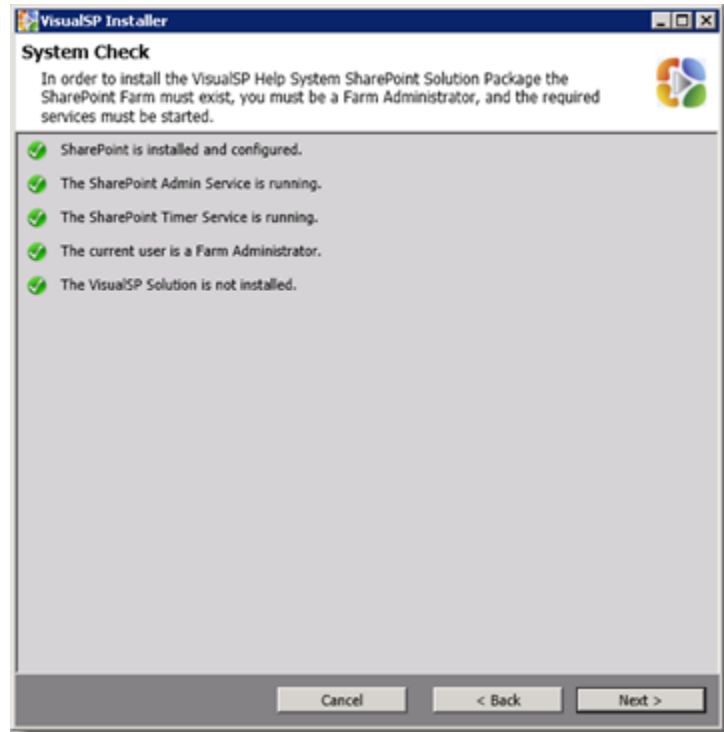 VisualSP Installer
System Check
In order to install the VisualSP Help System SharePoint Solution Package the
SharePoint Farm must exist, you must be a Farm Administrator, and the required
services must be started.
SharePoint is installed and configured.
The SharePoint Admin Service is running.
The SharePoint Timer Service is running.
The current user is a Farm Administrator.
The VisualSP Solution is not installed.
Cancel
< Back
Next >